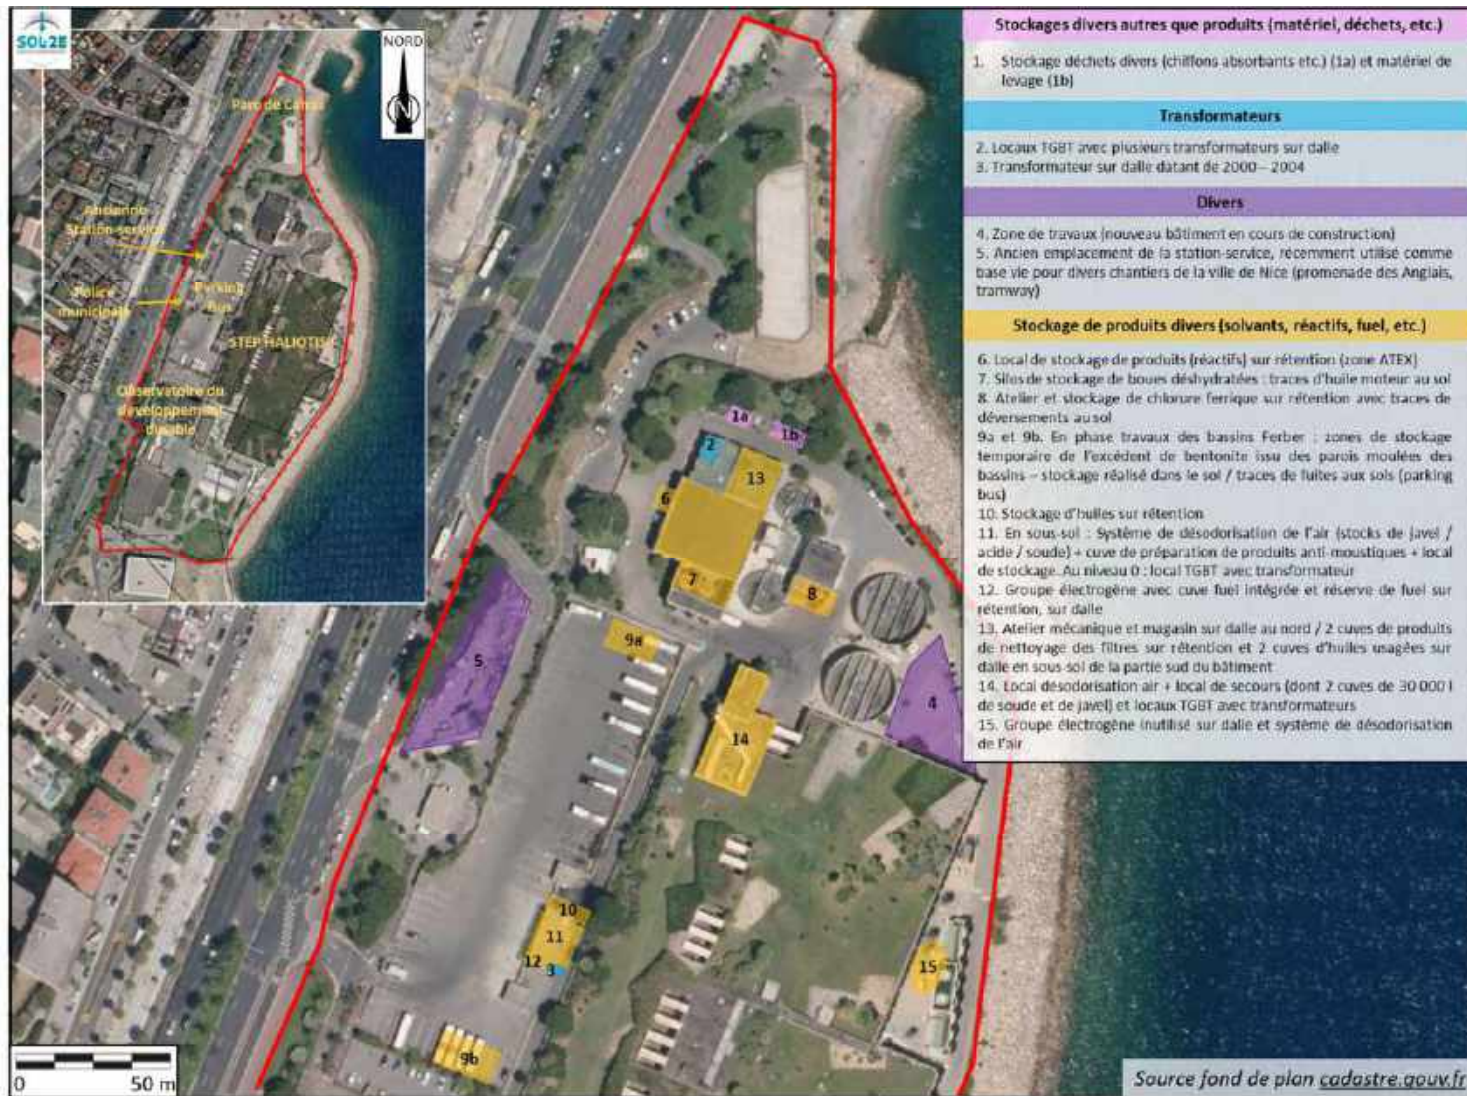 SOL2E
NORD
N
Parc de Carras
Ancienne
Station-service
Police
municipale
Parking
Bus
STEP HALIOTIS
Observatoire du
développement
durable
Stockages divers autres que produits (matériel, déchets, etc.)
1. Stockage déchets divers (chiffons absorbants etc.) (1a) et matériel de
levage (1b)
Transformateurs
2. Locaux TGBT avec plusieurs transformateurs sur dalle
3. Transformateur sur dalle datant de 2000 – 2004
Divers
4. Zone de travaux (nouveau bâtiment en cours de construction)
5. Ancien emplacement de la station-service, récemment utilisé comme
base vie pour divers chantiers de la ville de Nice (promenade des Anglais,
tramway)
Stockage de produits divers (solvants, réactifs, fuel, etc.)
6. Local de stockage de produits (réactifs) sur rétention (zone ATEX)
7. Silos de stockage de boues déshydratées : traces d'huile moteur au sol
8. Atelier et stockage de chlorure ferrique sur rétention avec traces de
déversements au sol
9a et 9b. En phase travaux des bassins Ferber : zones de stockage
temporaire de l'excédent de bentonite issu des parois moulées des
bassins – stockage réalisé dans le sol / traces de fuites aux sols (parking
bus)
10. Stockage d'huiles sur rétention
11. En sous-sol : Système de désodorisation de l'air (stocks de javel /
acide / soude) + cuve de préparation de produits anti-moustiques + local
de stockage. Au niveau 0 : local TGBT avec transformateur
12. Groupe électrogène avec cuve fuel intégrée et réserve de fuel sur
rétention, sur dalle
13. Atelier mécanique et magasin sur dalle au nord / 2 cuves de produits
de nettoyage des filtres sur rétention et 2 cuves d'huiles usagées sur
dalle en sous-sol de la partie sud du bâtiment
14. Local désodorisation air + local de secours (dont 2 cuves de 30 000 l
de soude et de javel) et locaux TGBT avec transformateurs
15. Groupe électrogène inutilisé sur dalle et système de désodorisation
de l'air
1a
1b
2
13
6
7
8
9a
5
4
14
10
11
12
3
15
9b
0 50 m
Source fond de plan cadastre.gouv.fr